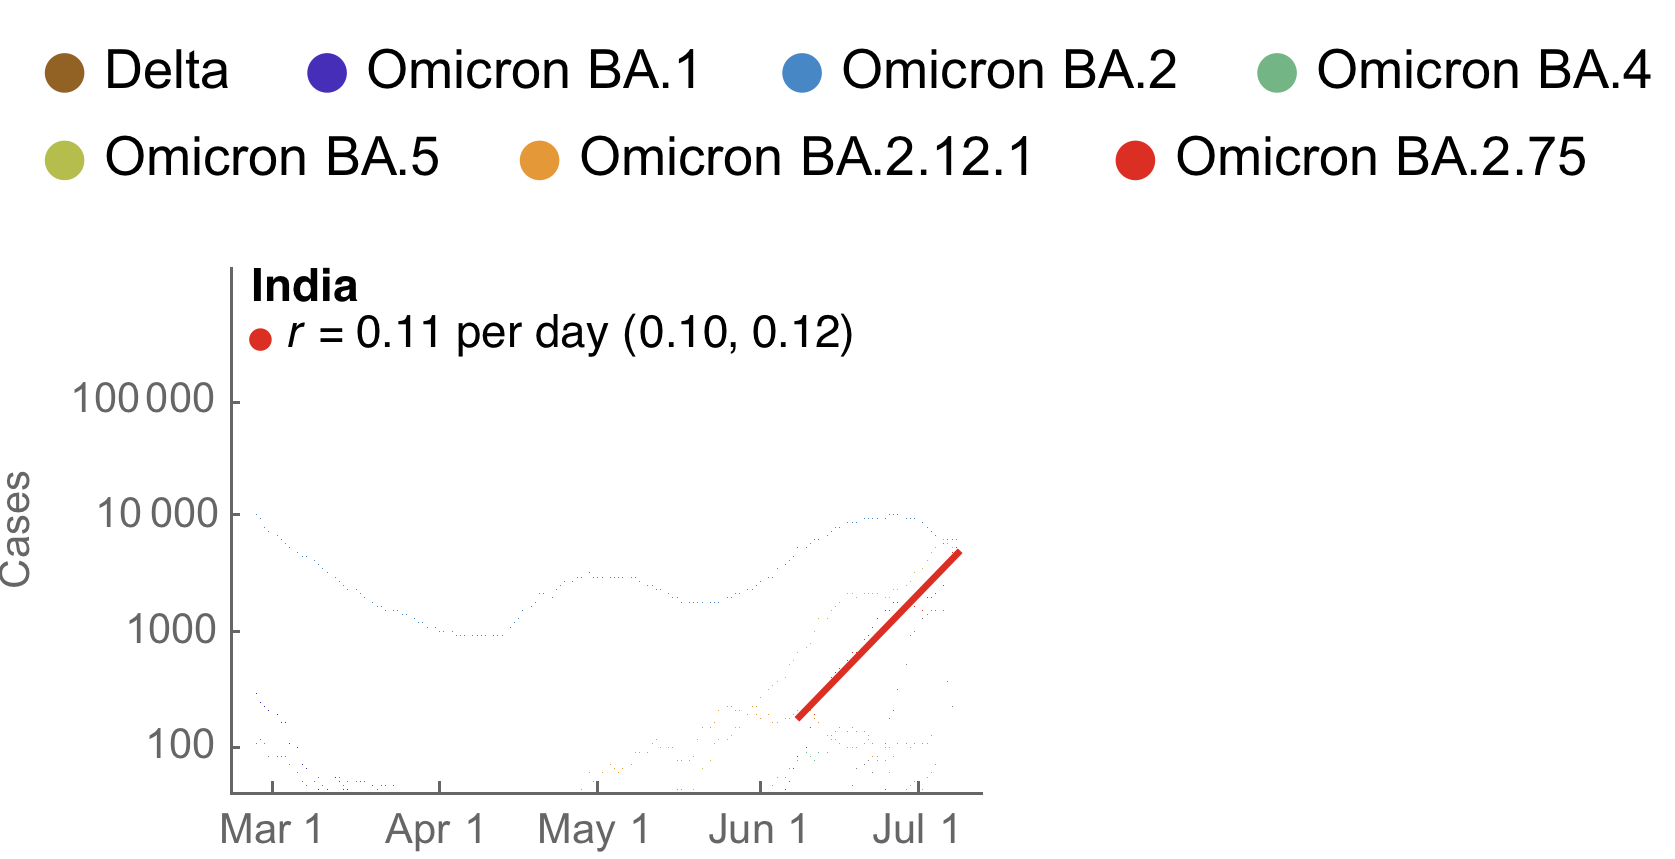 Delta Omicron BA.1 Omicron BA.2 Omicron BA.4
Omicron BA.5 Omicron BA.2.12.1 Omicron BA.2.75
India
r = 0.11 per day (0.10, 0.12)
100 000
10 000
1000
100
Cases
Mar 1 Apr 1 May 1 Jun 1 Jul 1